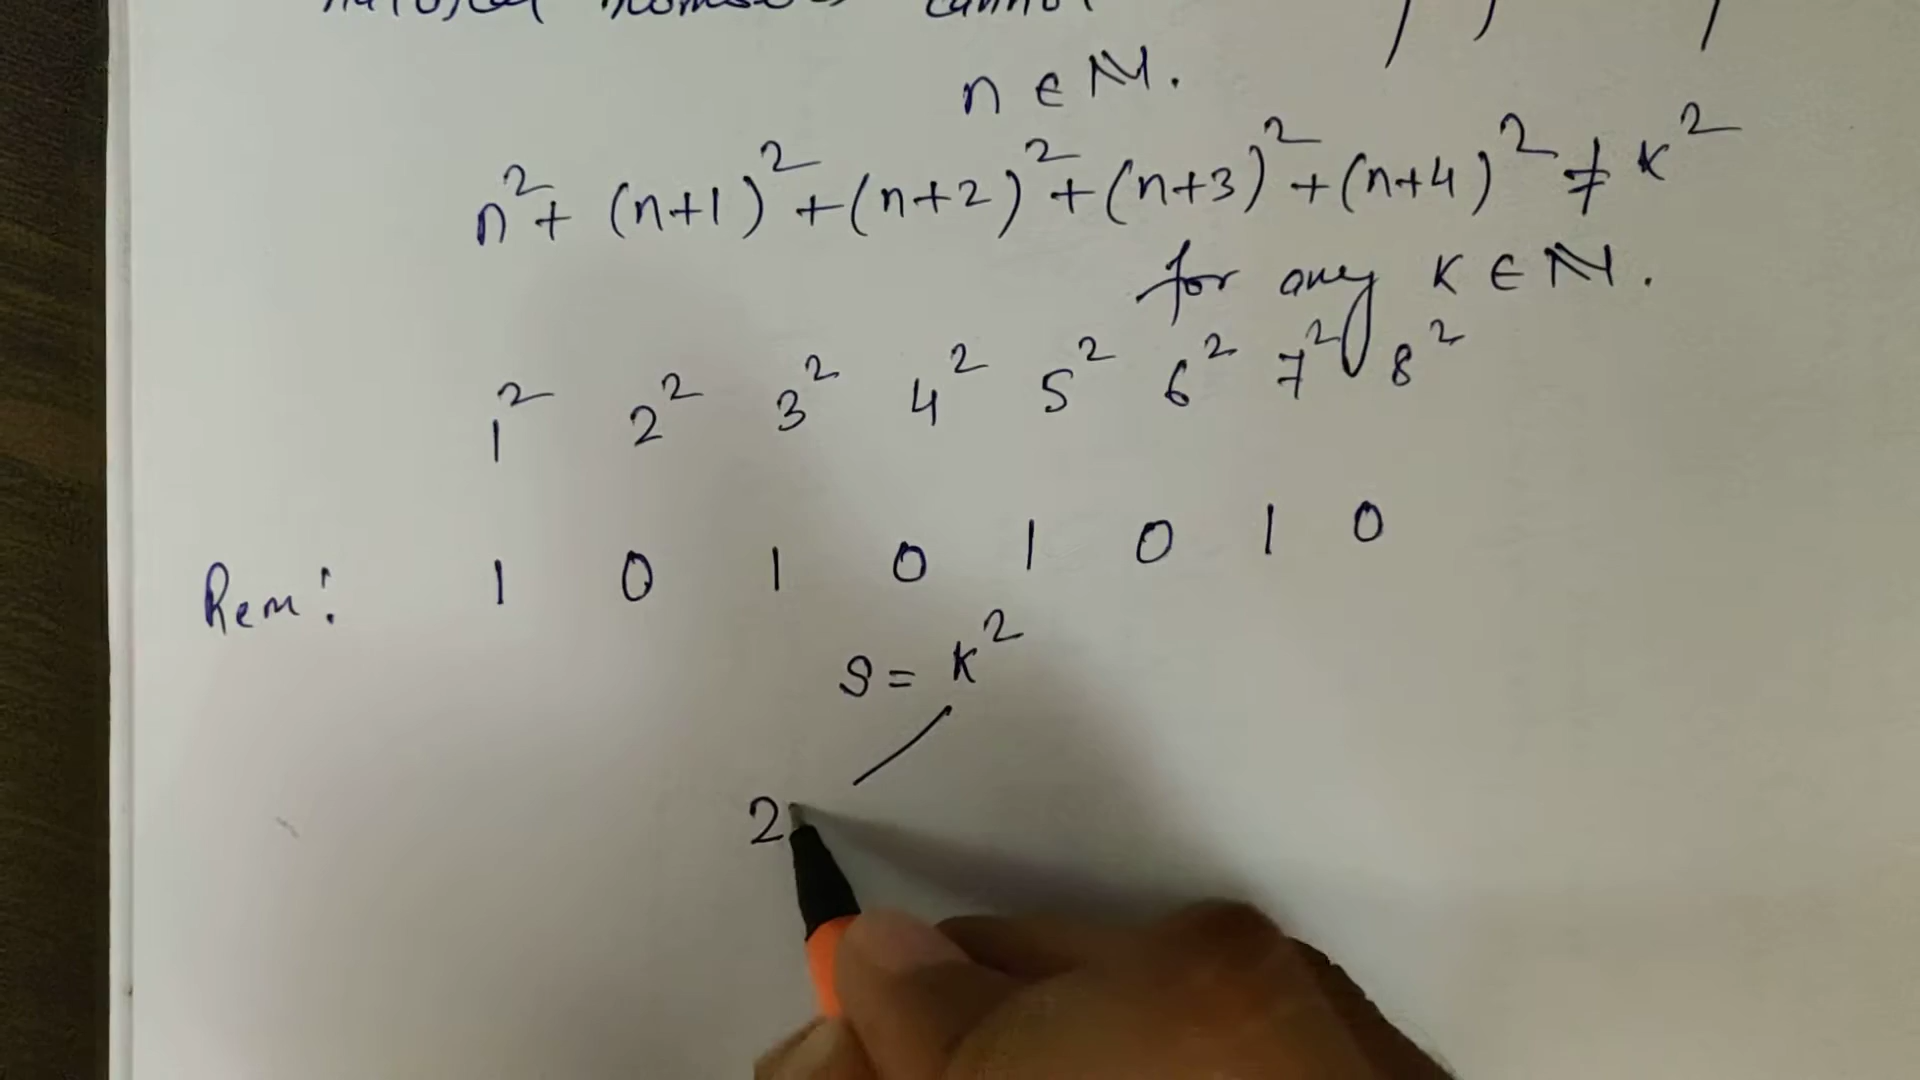 cannot
n ∈ ℕ.
n² + (n+1)² + (n+2)² + (n+3)² + (n+4)² ≠ k²
for any k ∈ ℕ.
1² 2² 3² 4² 5² 6² 7² 8²
Rem: 1 0 1 0 1 0 1 0
S = k²
2